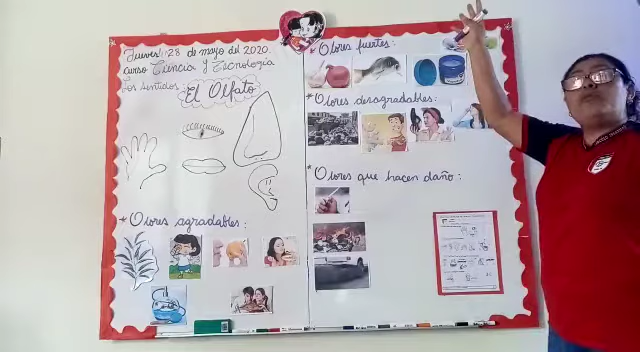 Jueves, 28 de mayo del 2020.
curso Ciencia y Tecnología
Los sentidos: El Olfato
* Olores agradables:
* Olores fuertes:
* Olores desagradables:
* Olores que hacen daño: